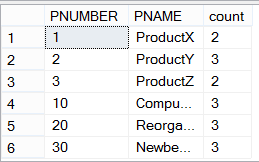 PNUMBER PNAME count
1 1 ProductX 2
2 2 ProductY 3
3 3 ProductZ 2
4 10 Compu... 3
5 20 Reorga... 3
6 30 Newbe... 3